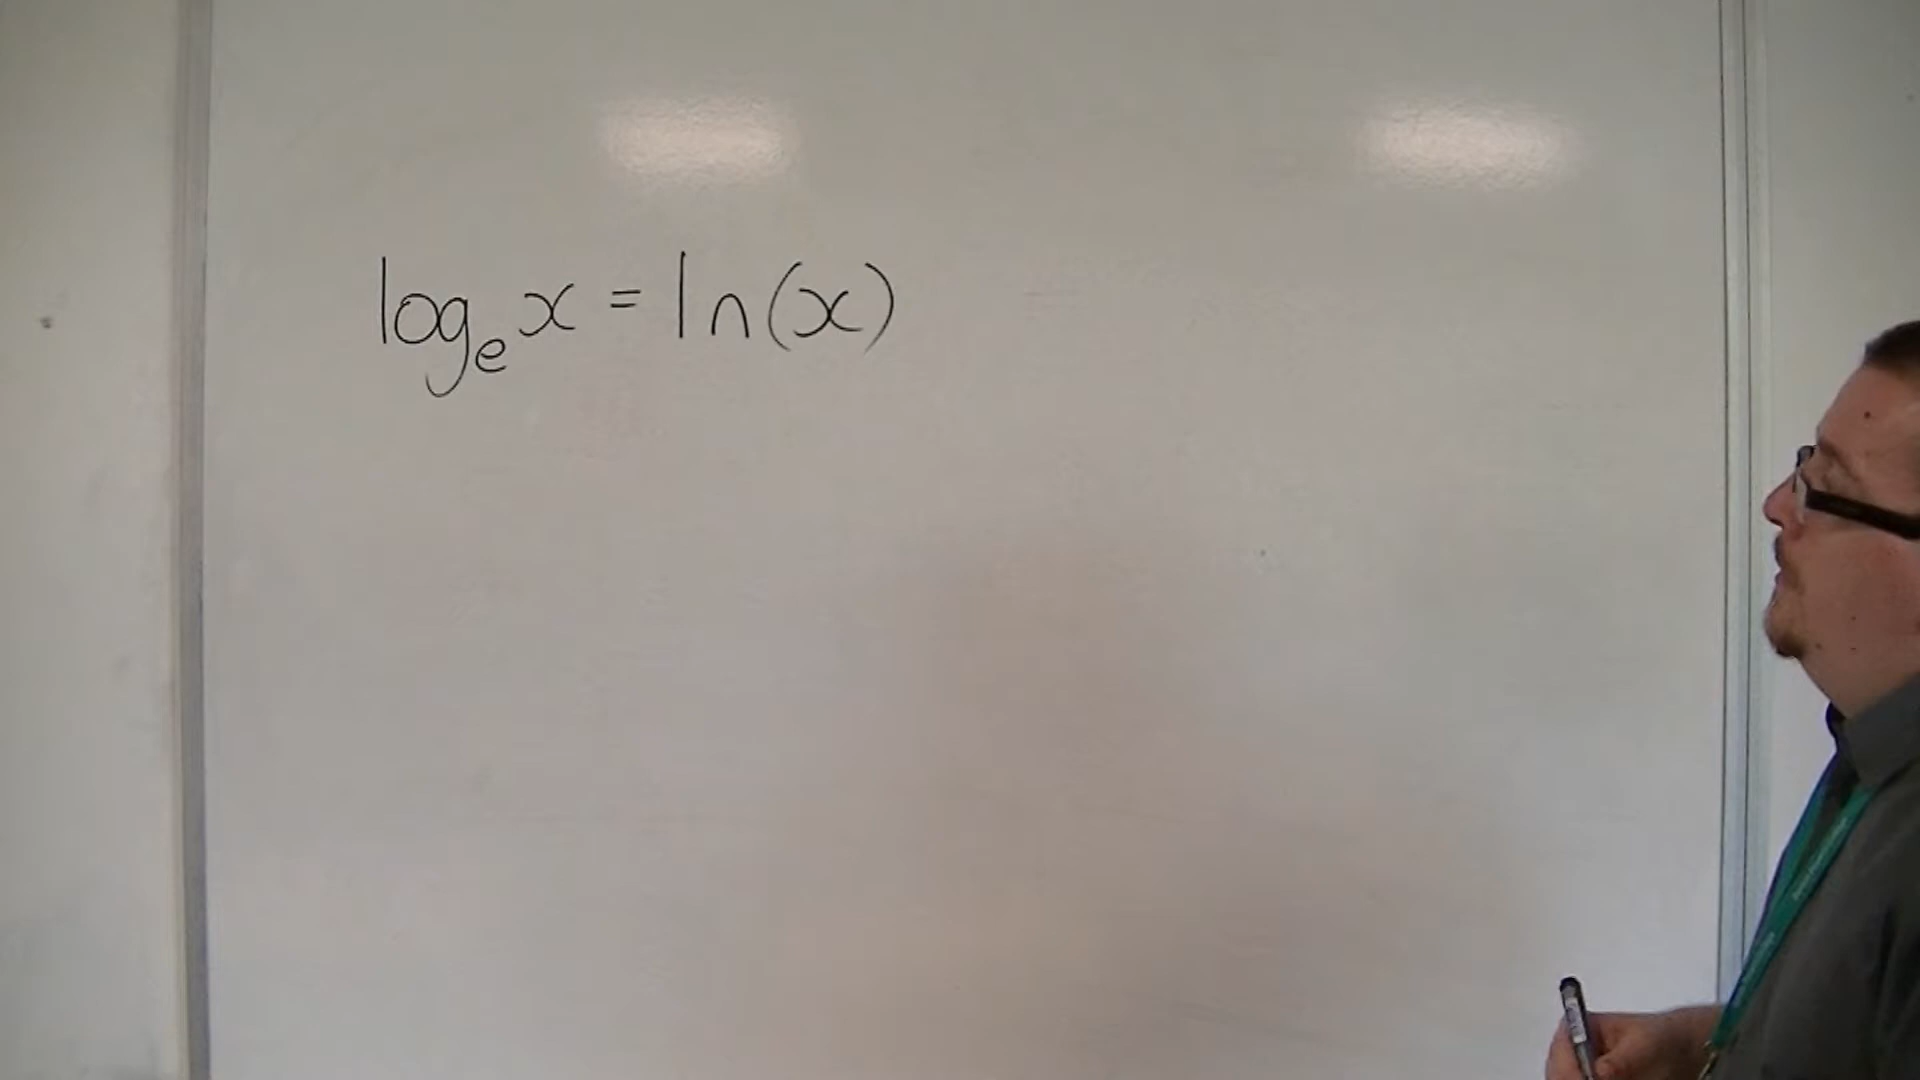 logₑx = ln(x)